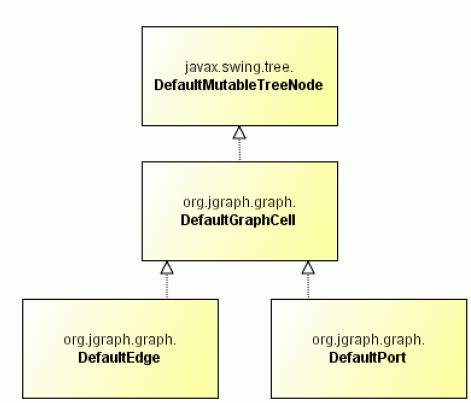 javax.swing.tree.
DefaultMutableTreeNode
org.jgraph.graph.
DefaultGraphCell
org.jgraph.graph.
DefaultEdge
org.jgraph.graph.
DefaultPort